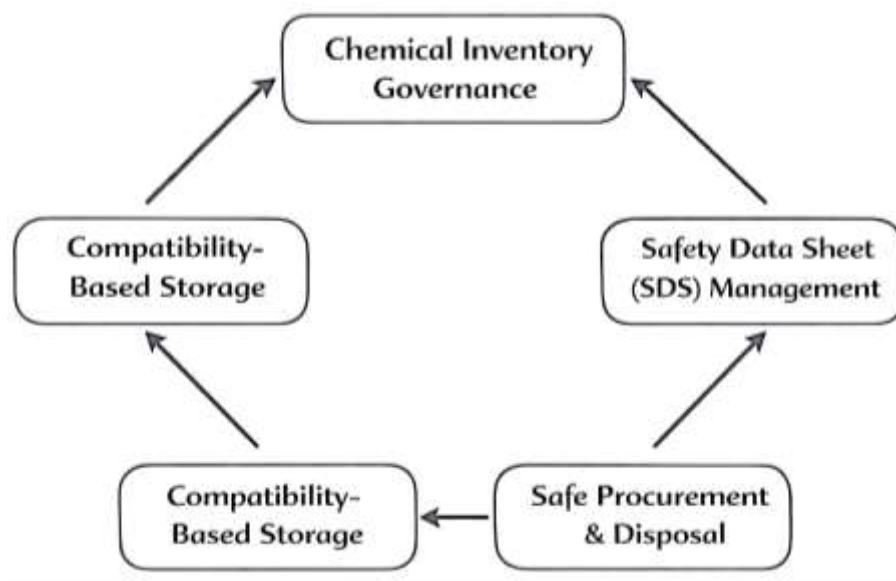 Chemical Inventory
Governance
Compatibility-
Based Storage
Safety Data Sheet
(SDS) Management
Compatibility-
Based Storage
Safe Procurement
& Disposal